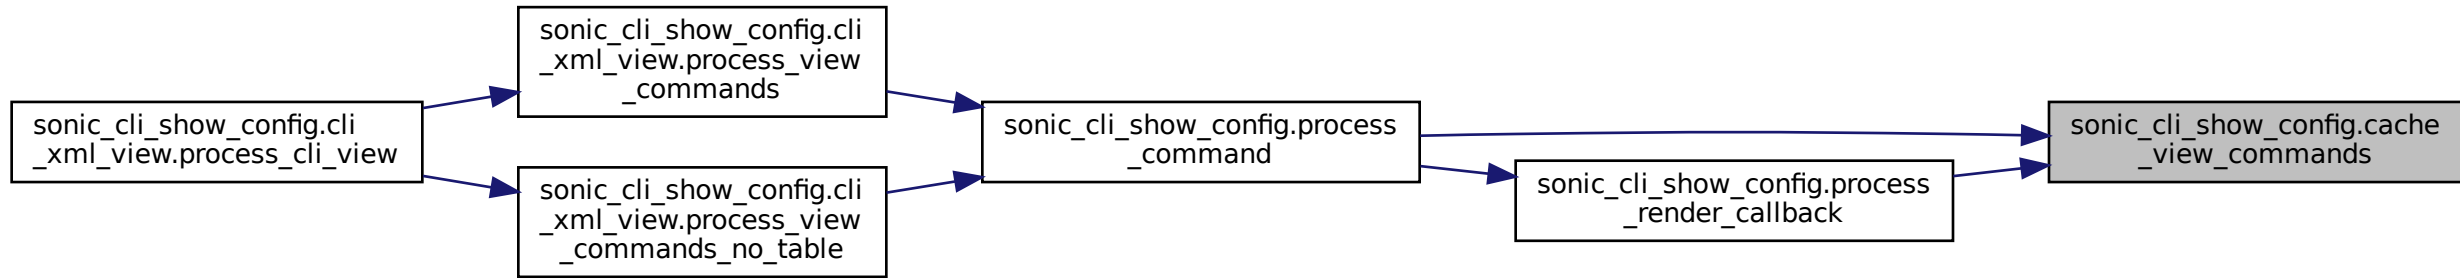 sonic_cli_show_config.cli
_xml_view.process_cli_view
sonic_cli_show_config.cli
_xml_view.process_view
_commands
sonic_cli_show_config.cli
_xml_view.process_view
_commands_no_table
sonic_cli_show_config.process
_command
sonic_cli_show_config.process
_render_callback
sonic_cli_show_config.cache
_view_commands